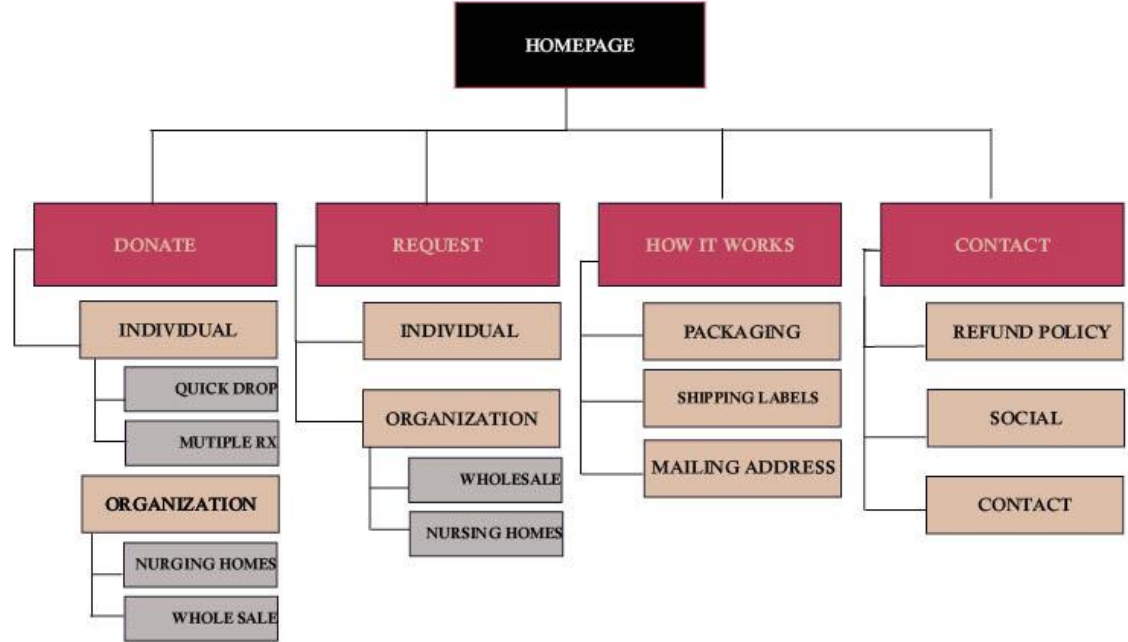 HOMEPAGE
DONATE
INDIVIDUAL
QUICK DROP
MUTIPLE RX
ORGANIZATION
NURGING HOMES
WHOLE SALE
REQUEST
INDIVIDUAL
ORGANIZATION
WHOLESALE
NURSING HOMES
HOW IT WORKS
PACKAGING
SHIPPING LABELS
MAILING ADDRESS
CONTACT
REFUND POLICY
SOCIAL
CONTACT